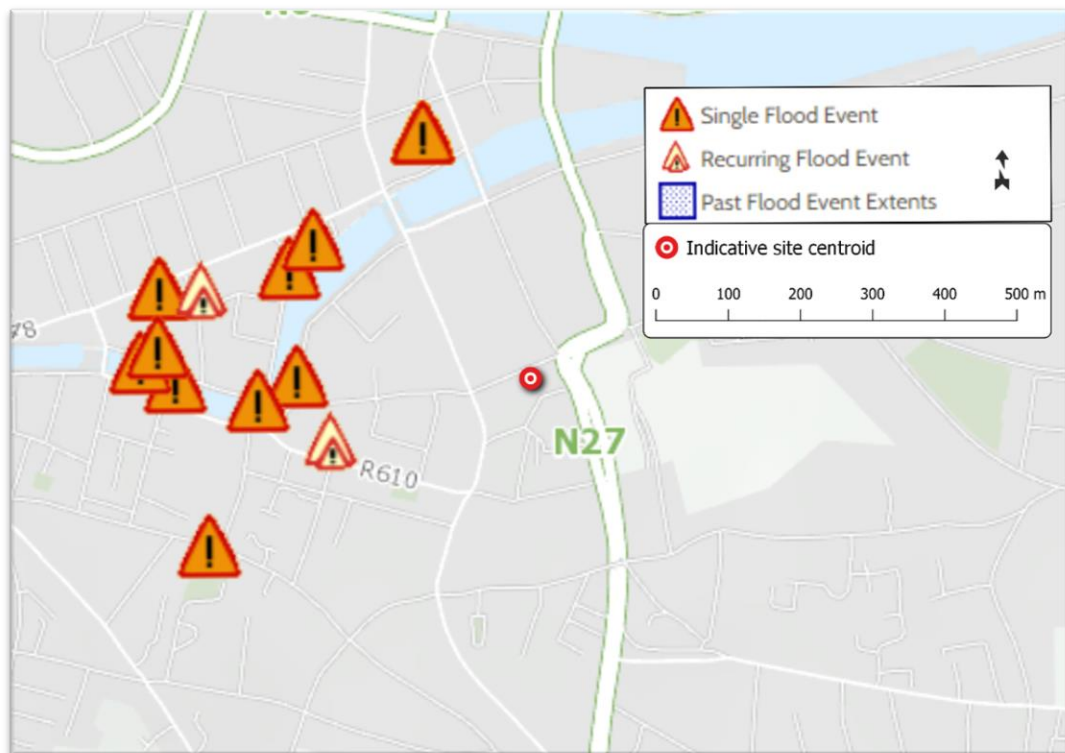 Single Flood Event
Recurring Flood Event
Past Flood Event Extents
Indicative site centroid
0 100 200 300 400 500 m
N27
R610